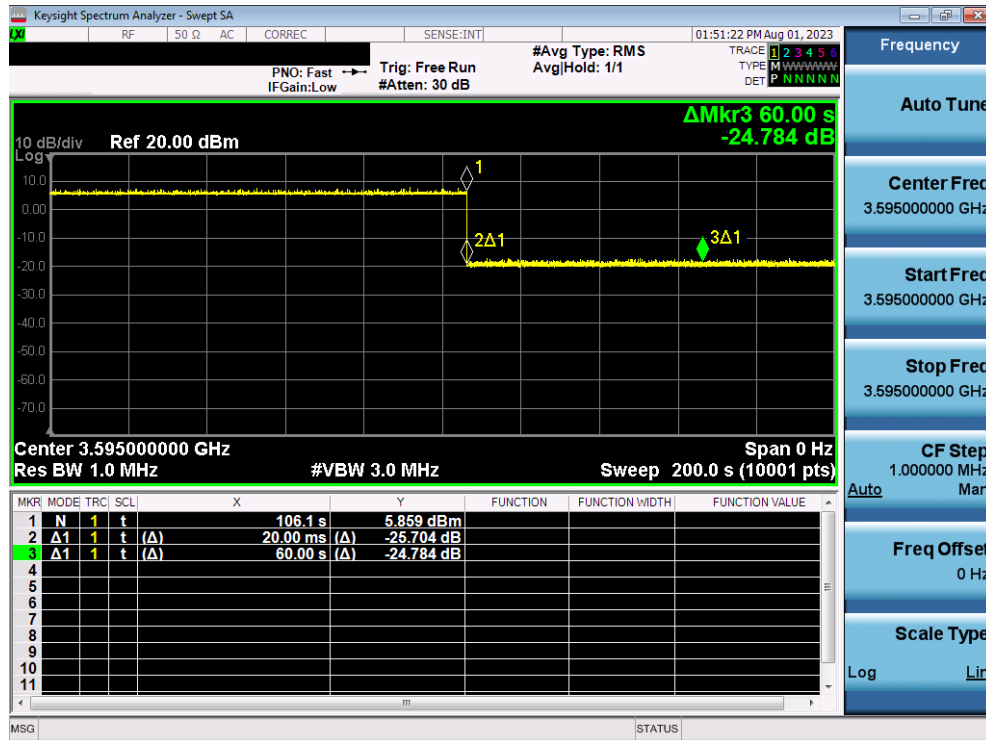 Keysight Spectrum Analyzer - Swept SA
LXI RF 50 Ω AC CORREC SENSE:INT 01:51:22 PM Aug 01, 2023
#Avg Type: RMS TRACE 1 2 3 4 5 6
PNO: Fast Trig: Free Run Avg|Hold: 1/1 TYPE M WWWWW
IFGain:Low #Atten: 30 dB DET P N N N N N
ΔMkr3 60.00 s
-24.784 dB
10 dB/div Ref 20.00 dBm
Log
10.0
0.00
-10.0
-20.0
-30.0
-40.0
-50.0
-60.0
-70.0
1
2Δ1
3Δ1
Center 3.595000000 GHz Span 0 Hz
Res BW 1.0 MHz #VBW 3.0 MHz Sweep 200.0 s (10001 pts)
MKR MODE TRC SCL X Y FUNCTION FUNCTION WIDTH FUNCTION VALUE
1 N 1 t 106.1 s 5.859 dBm
2 Δ1 1 t (Δ) 20.00 ms (Δ) -25.704 dB
3 Δ1 1 t (Δ) 60.00 s (Δ) -24.784 dB
4
5
6
7
8
9
10
11
MSG STATUS
Frequency
Auto Tune
Center Freq
3.595000000 GHz
Start Freq
3.595000000 GHz
Stop Freq
3.595000000 GHz
CF Step
1.000000 MHz
Auto Man
Freq Offset
0 Hz
Scale Type
Log Lin